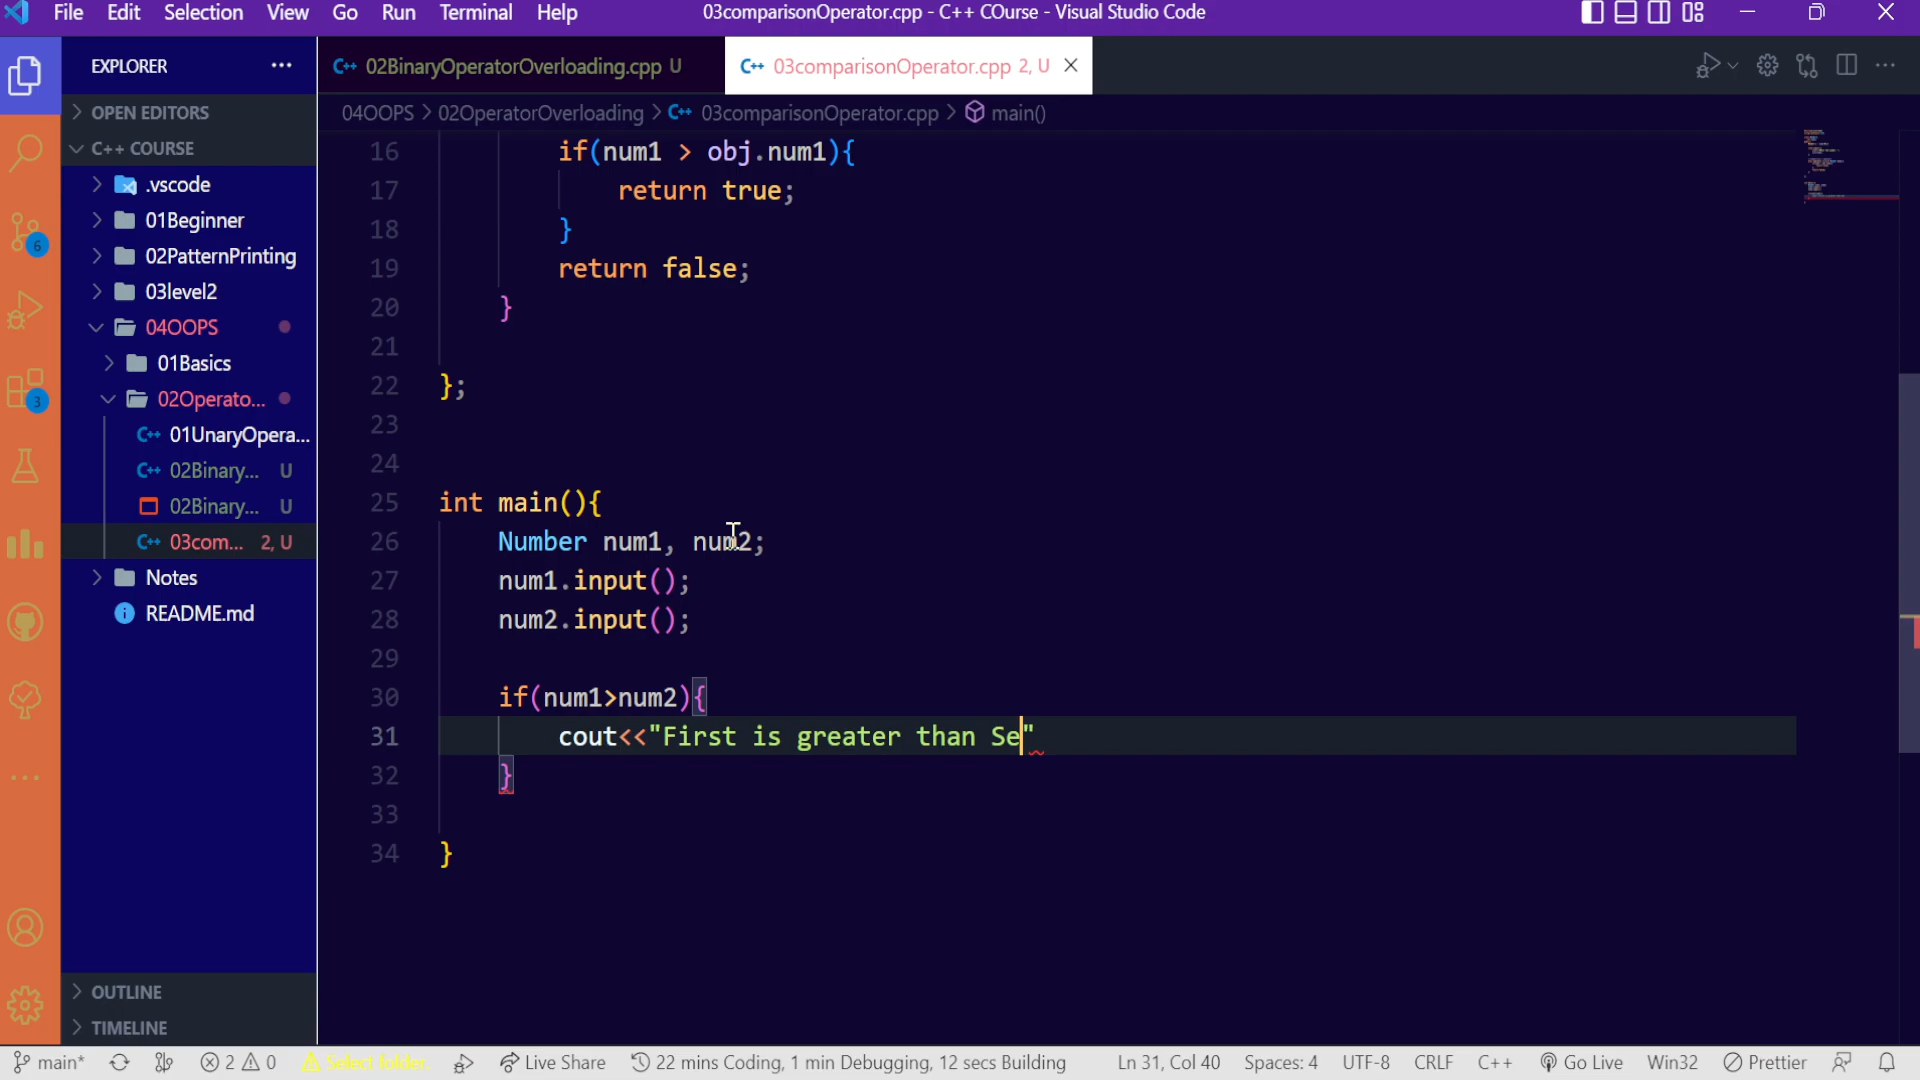 File Edit Selection View Go Run Terminal Help 03comparisonOperator.cpp - C++ COurse - Visual Studio Code
EXPLORER ···
OPEN EDITORS
C++ COURSE
.vscode
01Beginner
02PatternPrinting
03level2
04OOPS
01Basics
02Operato...
C++ 01UnaryOpera...
C++ 02Binary... U
02Binary... U
C++ 03com... 2, U
Notes
README.md
OUTLINE
TIMELINE
C++ 02BinaryOperatorOverloading.cpp U
C++ 03comparisonOperator.cpp 2, U
04OOPS > 02OperatorOverloading > C++ 03comparisonOperator.cpp > main()
16 if(num1 > obj.num1){
17 return true;
18 }
19 return false;
20 }
21
22 };
23
24
25 int main(){
26 Number num1, num2;
27 num1.input();
28 num2.input();
29
30 if(num1>num2){
31 cout<<"First is greater than Se"
32 }
33
34 }
6
3
main* 2 0 Select folder. Live Share 22 mins Coding, 1 min Debugging, 12 secs Building Ln 31, Col 40 Spaces: 4 UTF-8 CRLF C++ Go Live Win32 Prettier